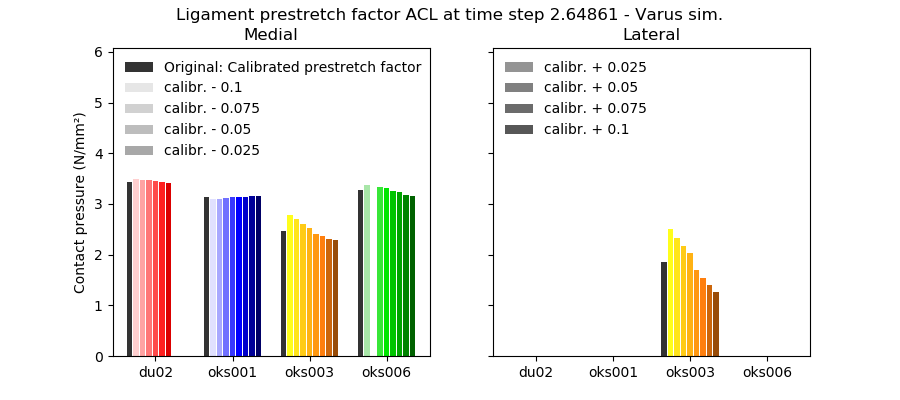 Ligament prestretch factor ACL at time step 2.64861 - Varus sim.
Medial
Lateral
Contact pressure (N/mm²)
6
5
4
3
2
1
0
Original: Calibrated prestretch factor
calibr. - 0.1
calibr. - 0.075
calibr. - 0.05
calibr. - 0.025
du02
oks001
oks003
oks006
calibr. + 0.025
calibr. + 0.05
calibr. + 0.075
calibr. + 0.1
du02
oks001
oks003
oks006